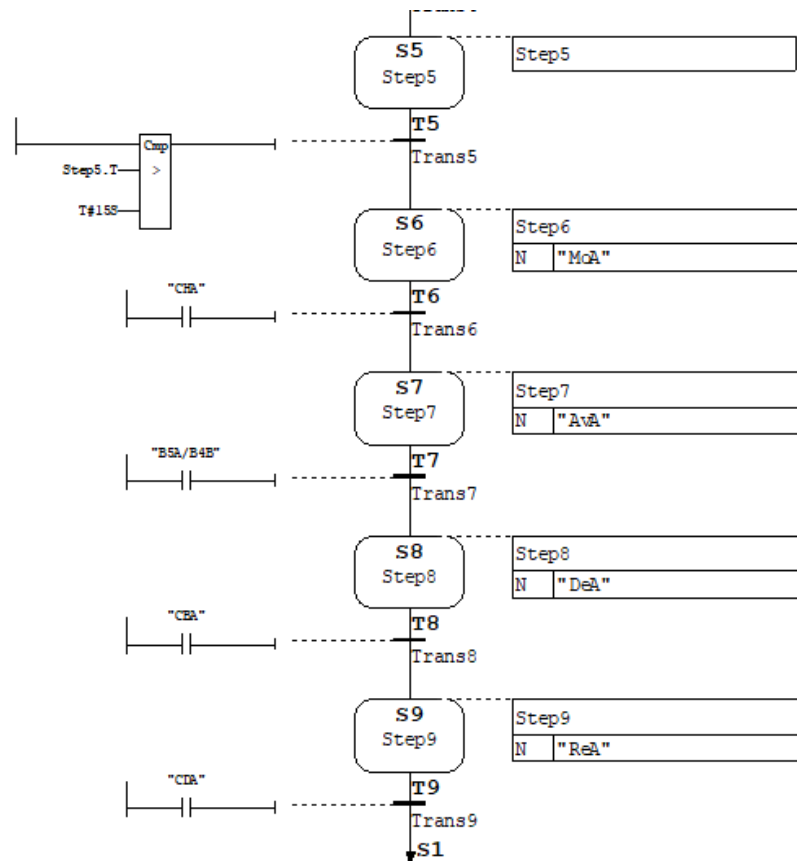 S5
Step5
Step5
T5
Trans5
Cmp
Step5.T
>
T#15S
S6
Step6
Step6
N "MoA"
"CHA"
T6
Trans6
S7
Step7
Step7
N "AvA"
"B5A/B4B"
T7
Trans7
S8
Step8
Step8
N "DeA"
"CBA"
T8
Trans8
S9
Step9
Step9
N "ReA"
"CDA"
T9
Trans9
S1